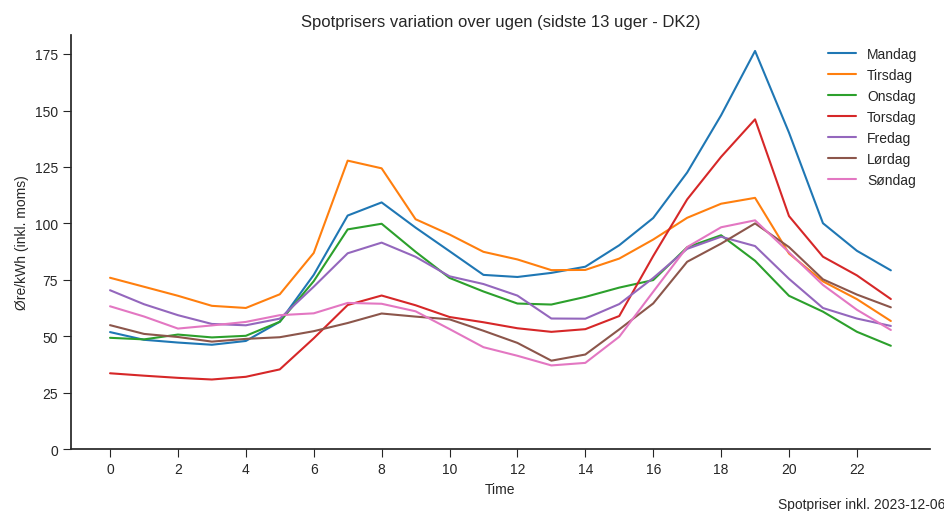 Spotprisers variation over ugen (sidste 13 uger - DK2)
Øre/kWh (inkl. moms)
175
150
125
100
75
50
25
0
0 2 4 6 8 10 12 14 16 18 20 22
Time
Mandag
Tirsdag
Onsdag
Torsdag
Fredag
Lørdag
Søndag
Spotpriser inkl. 2023-12-06